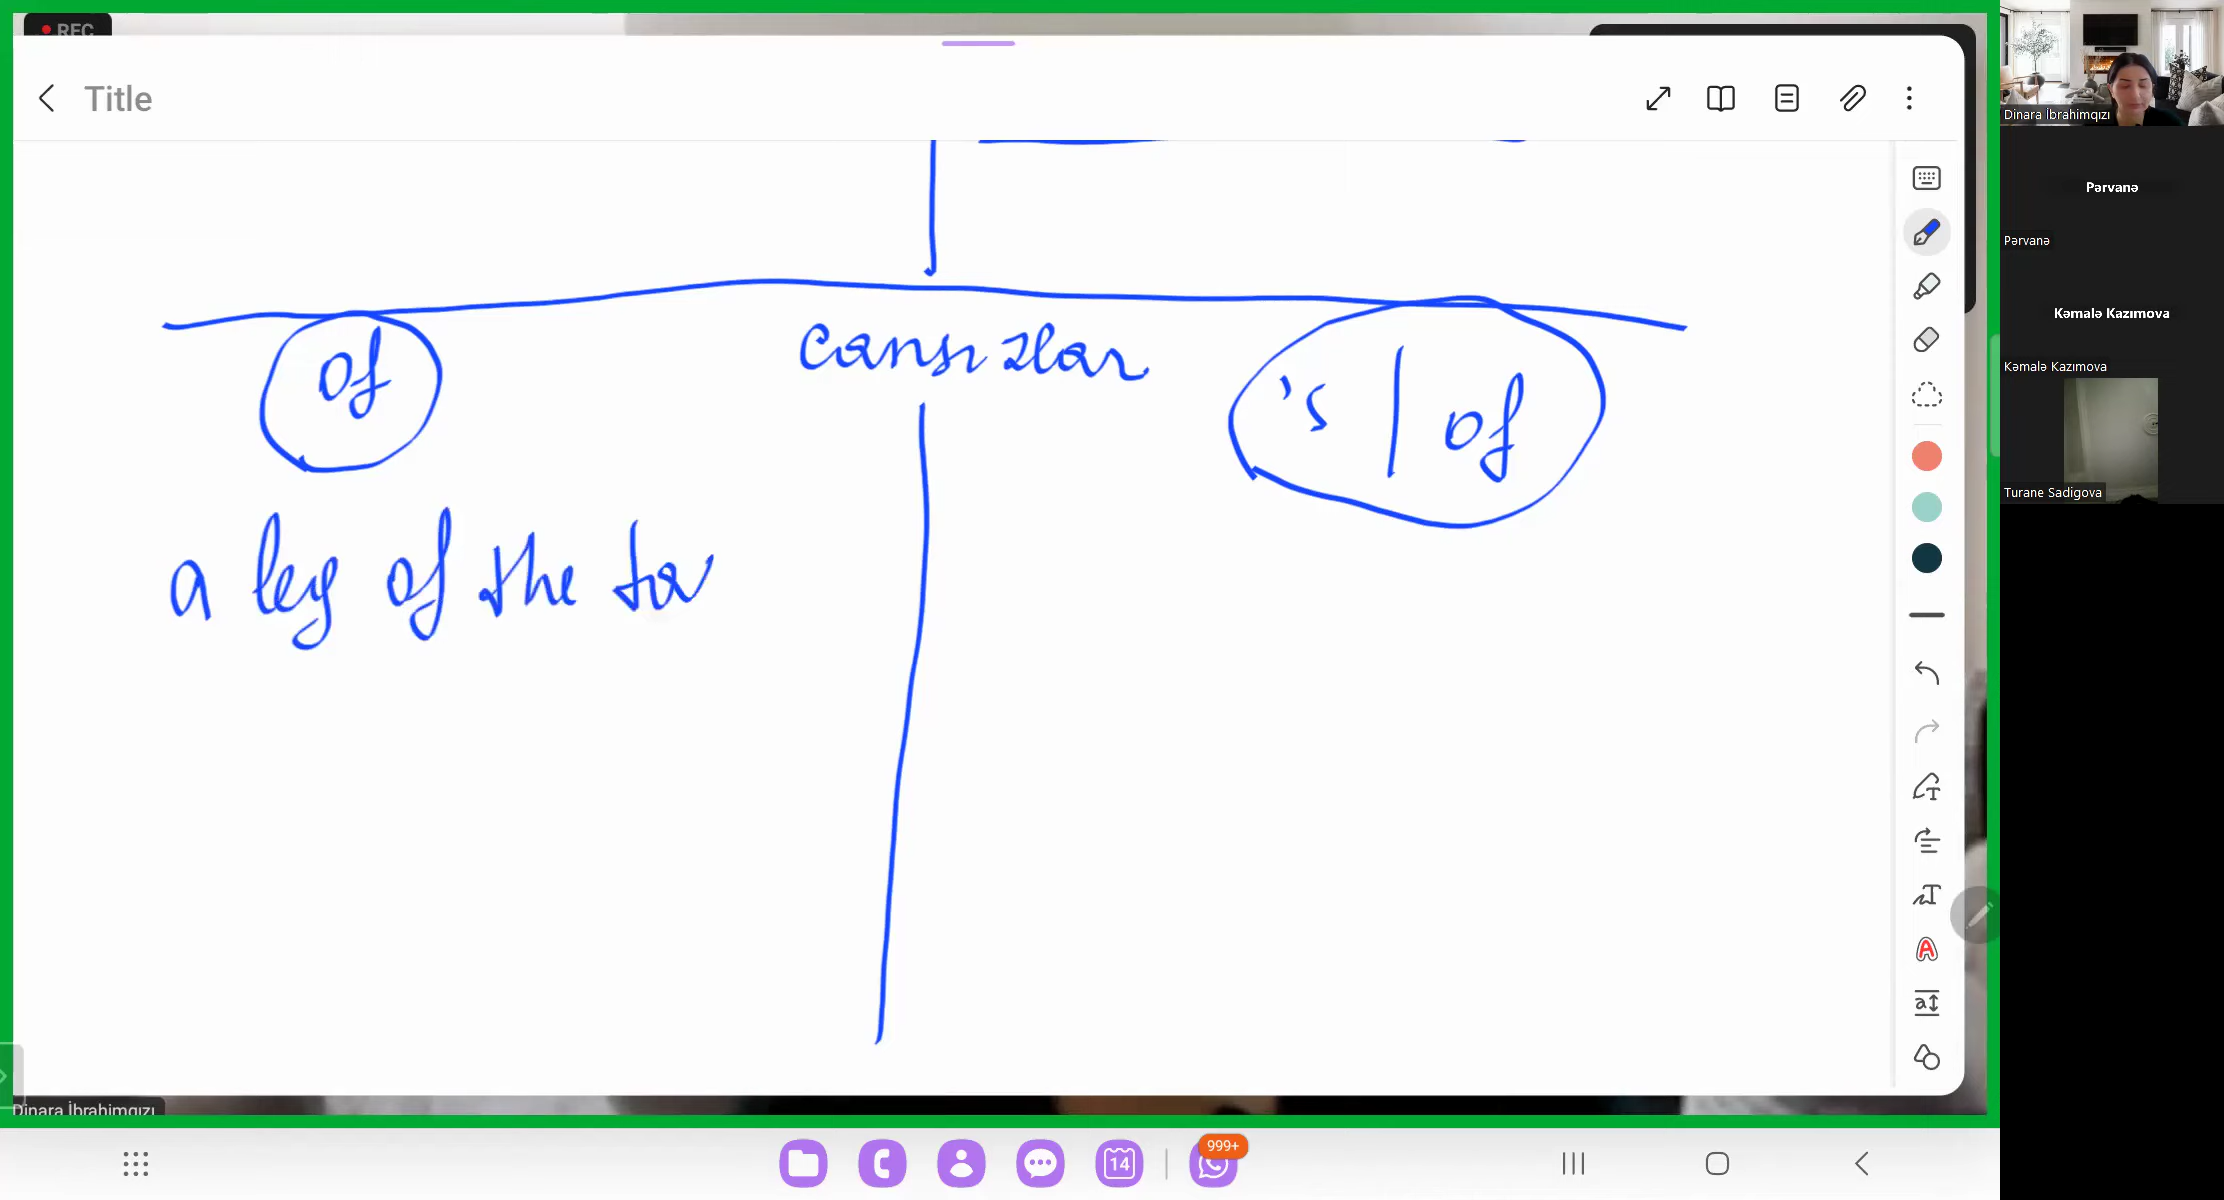 REC
Title
of
cansızlar
's | of
a leg of the ta
Dinara İbrahimqızı
Pərvanə
Pərvanə
Kəmalə Kazımova
Kəmalə Kazımova
Turane Sadigova
T
T
A
a
Dinara İbrahimqızı
14
999+